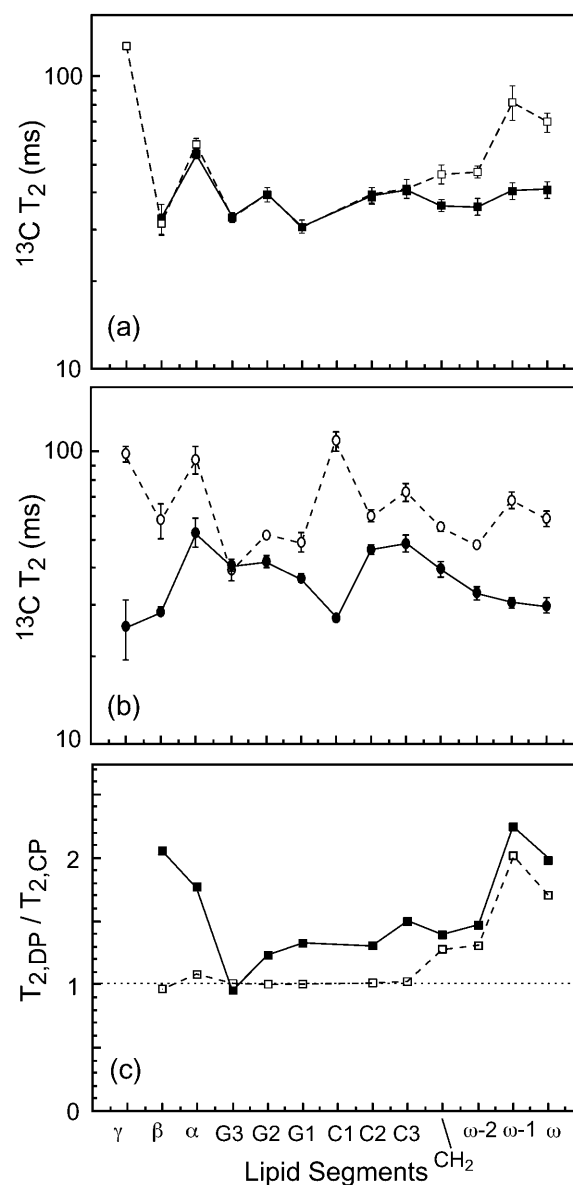 100
¹³C T₂ (ms)
(a)
10
100
¹³C T₂ (ms)
(b)
10
2
T₂,DP / T₂,CP
1
(c)
0
γ β α G3 G2 G1 C1 C2 C3 CH₂ ω-2 ω-1 ω
Lipid Segments